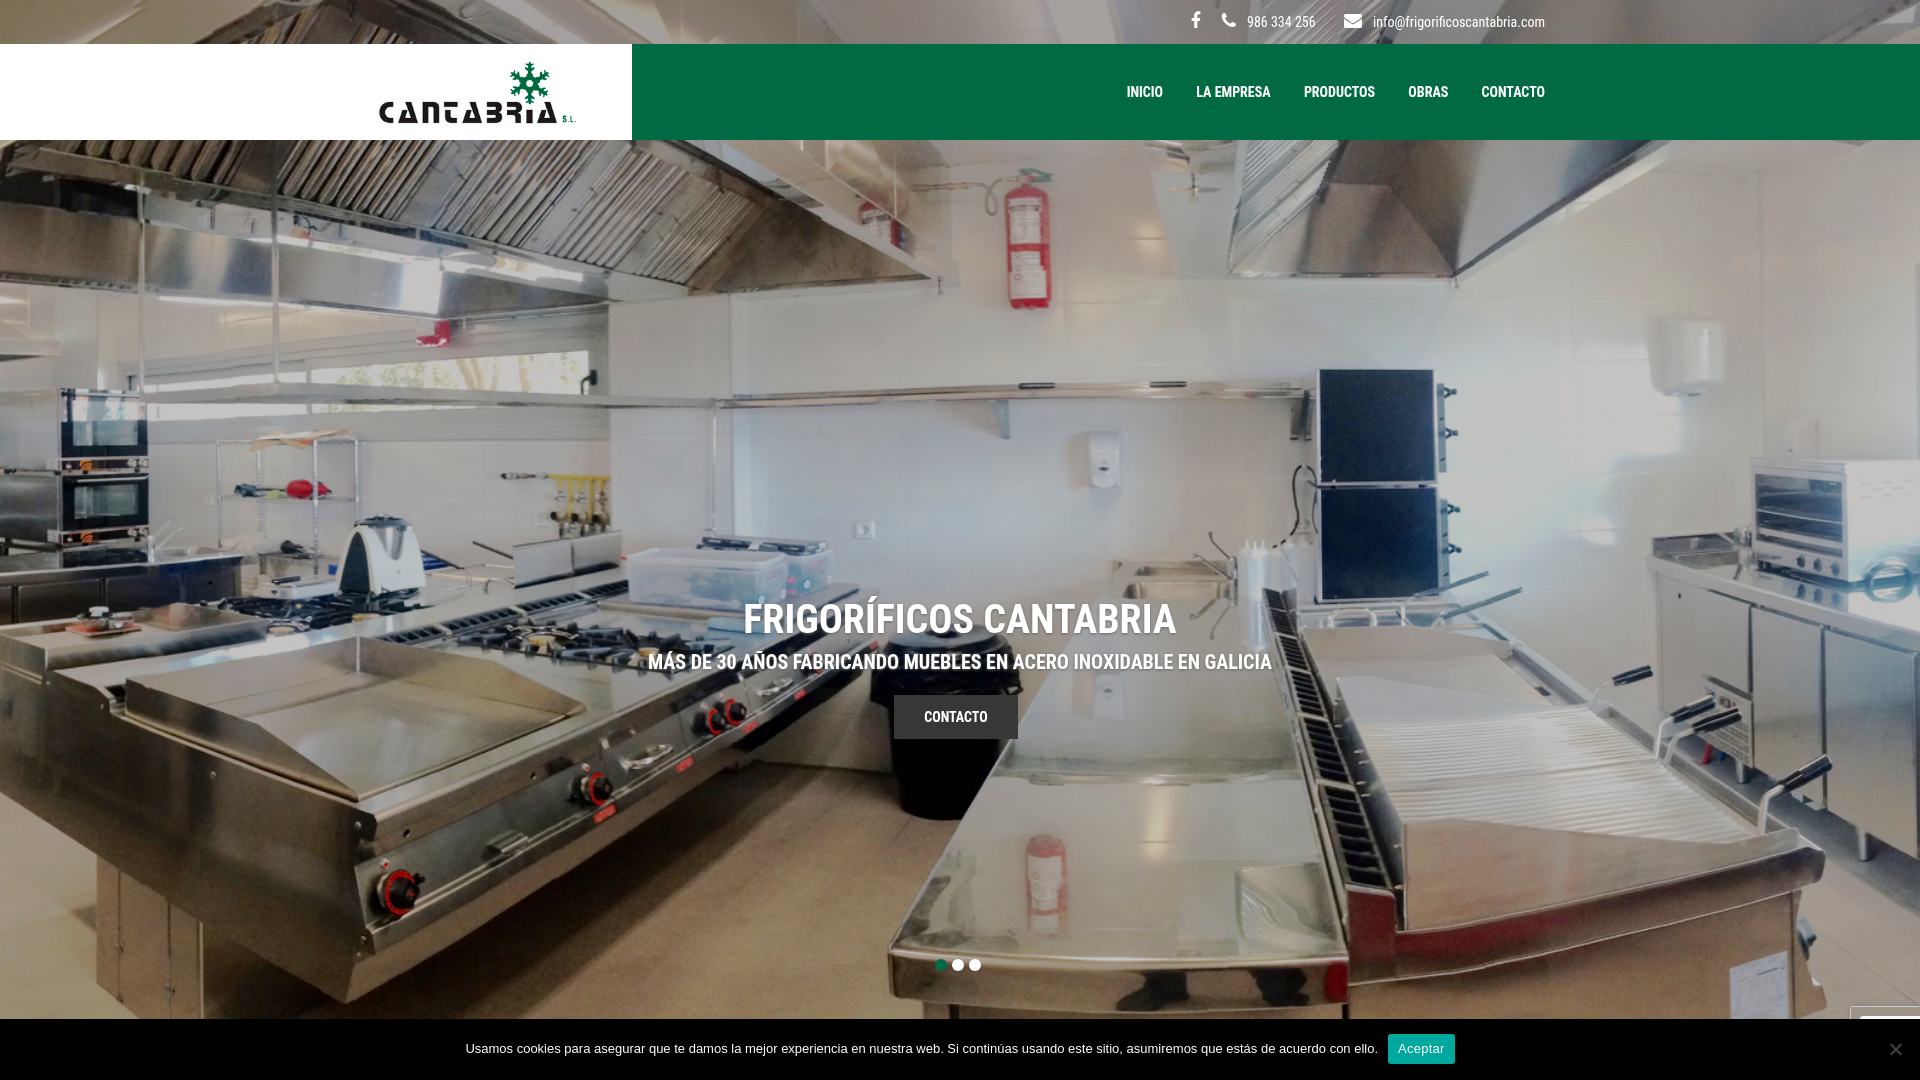 986 334 256
info@frigorificoscantabria.com
CANTABRIA S.L.
INICIO
LA EMPRESA
PRODUCTOS
OBRAS
CONTACTO
FRIGORÍFICOS CANTABRIA
MÁS DE 30 AÑOS FABRICANDO MUEBLES EN ACERO INOXIDABLE EN GALICIA
CONTACTO
Usamos cookies para asegurar que te damos la mejor experiencia en nuestra web. Si continúas usando este sitio, asumiremos que estás de acuerdo con ello.
Aceptar